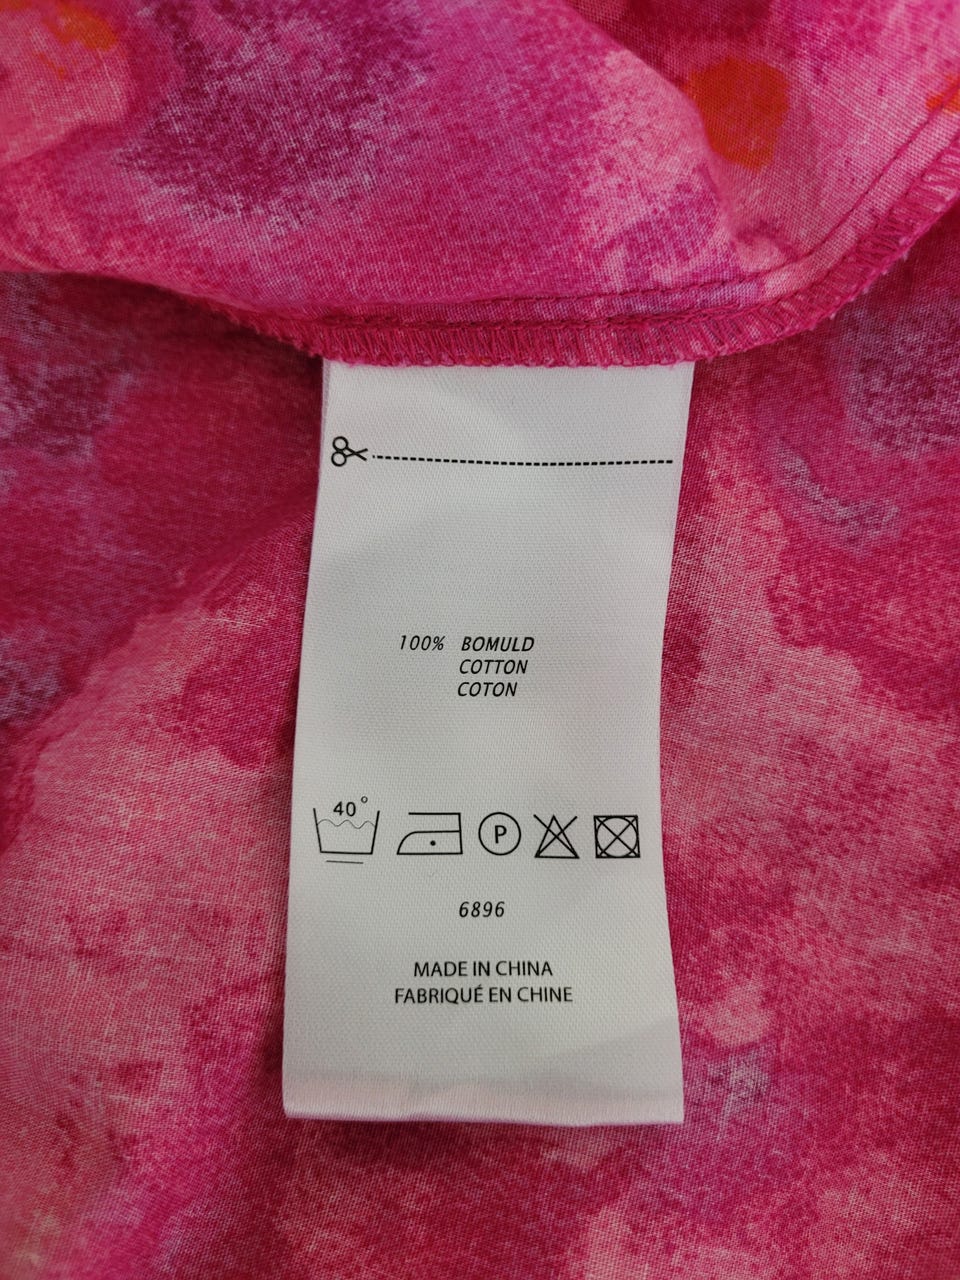 100% BOMULD
COTTON
COTON
40°
P
6896
MADE IN CHINA
FABRIQUÉ EN CHINE